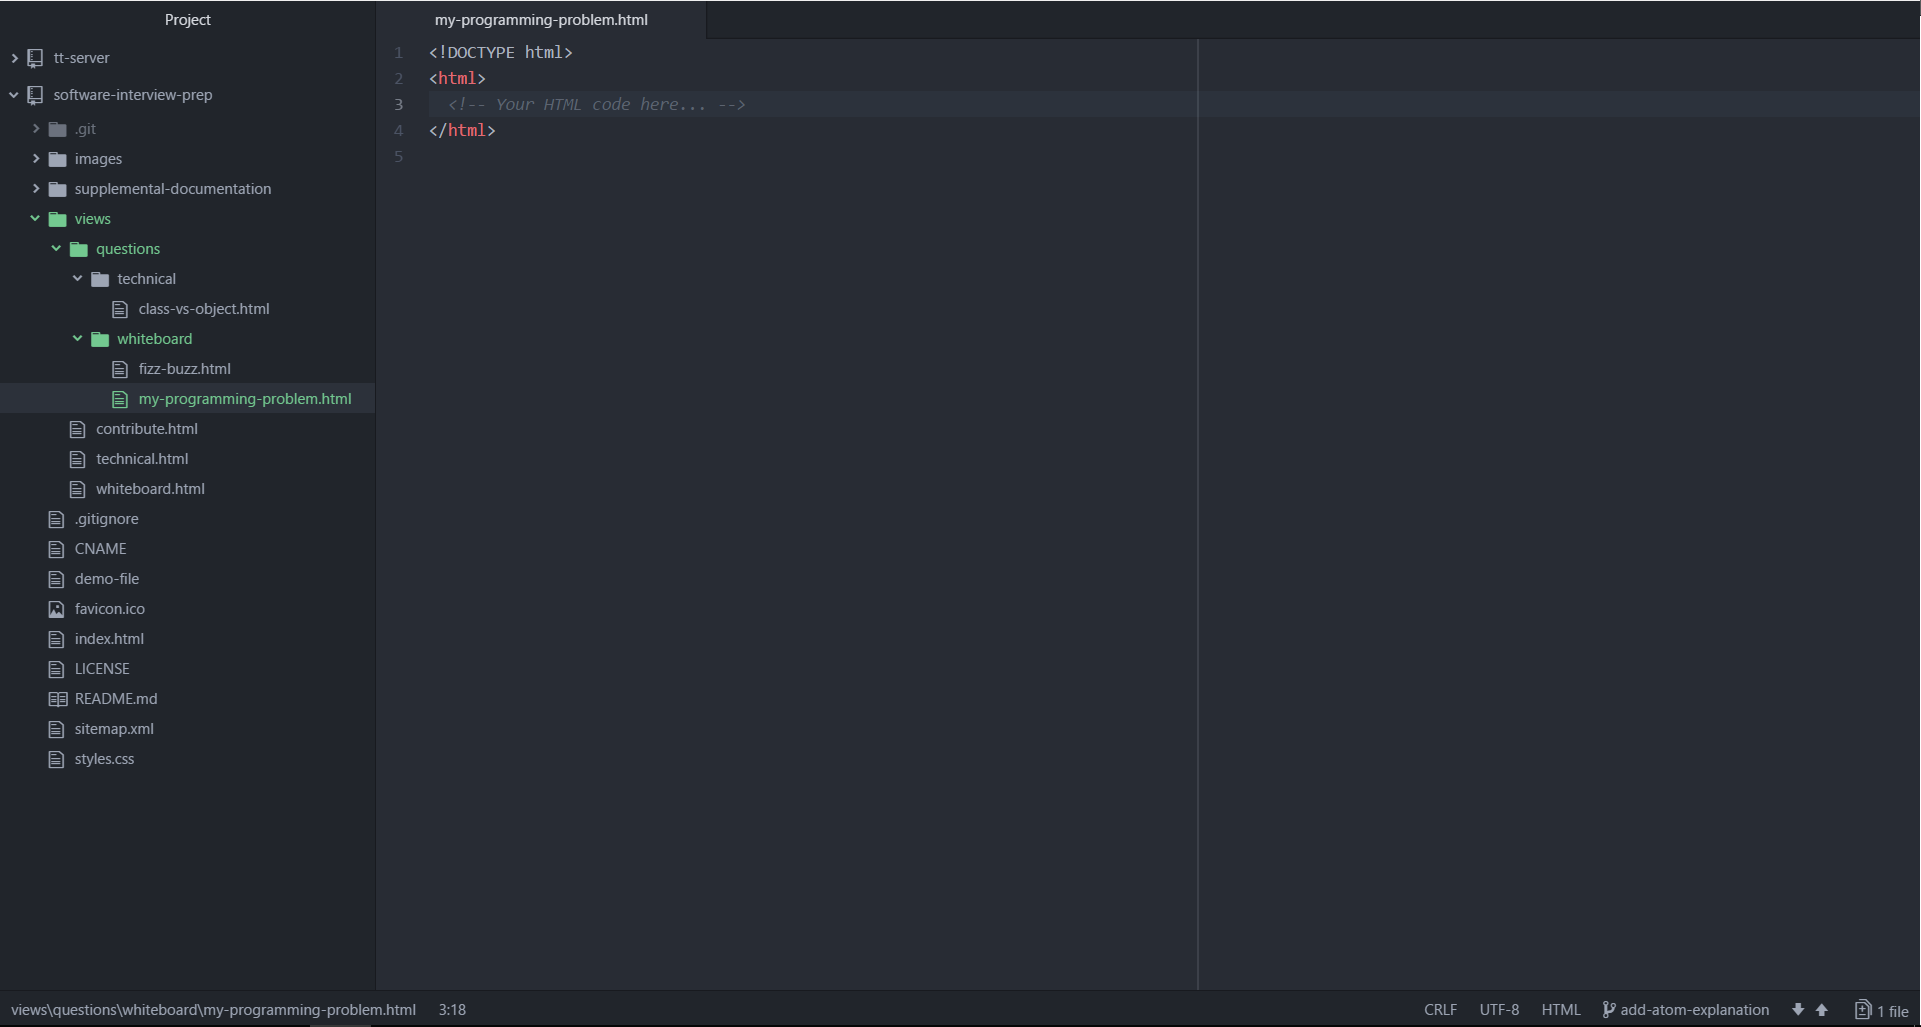 Project
tt-server
software-interview-prep
.git
images
supplemental-documentation
views
questions
technical
class-vs-object.html
whiteboard
fizz-buzz.html
my-programming-problem.html
contribute.html
technical.html
whiteboard.html
.gitignore
CNAME
demo-file
favicon.ico
index.html
LICENSE
README.md
sitemap.xml
styles.css
my-programming-problem.html
1 <!DOCTYPE html>
2 <html>
3 <!-- Your HTML code here... -->
4 </html>
5
views\questions\whiteboard\my-programming-problem.html 3:18 CRLF UTF-8 HTML add-atom-explanation 1 file